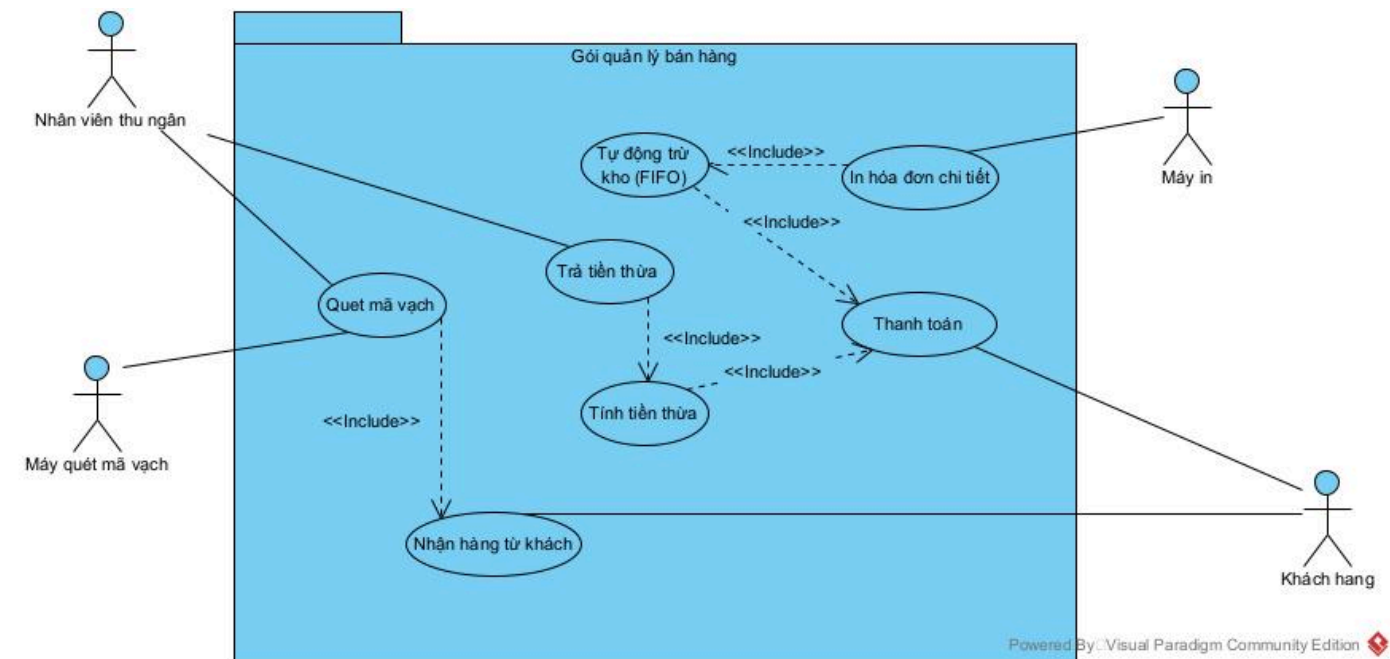 Gói quản lý bán hàng
Nhân viên thu ngân
Tự động trừ
kho (FIFO)
<<Include>>
In hóa đơn chi tiết
Máy in
<<Include>>
Trả tiền thừa
Quet mã vạch
Thanh toán
<<Include>>
<<Include>>
Tính tiền thừa
<<Include>>
Máy quét mã vạch
Nhận hàng từ khách
Khách hang
Powered By Visual Paradigm Community Edition